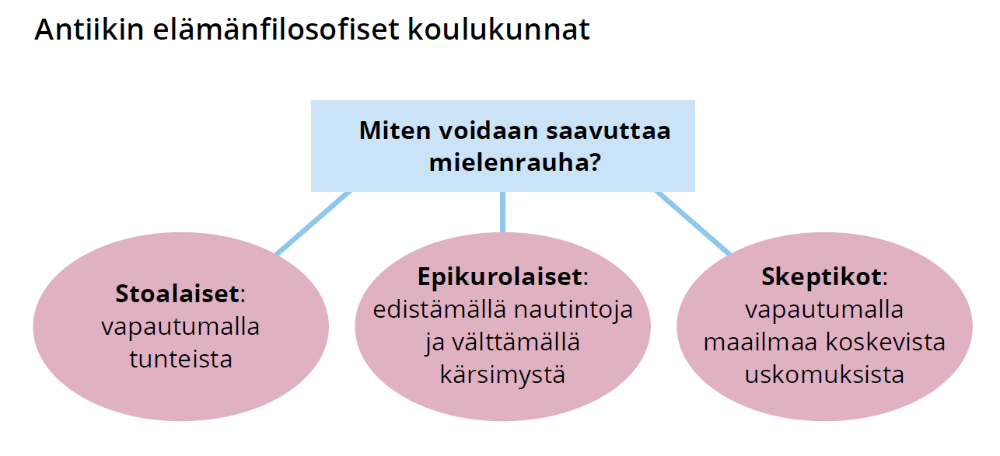 Antiikin elämänfilosofiset koulukunnat
Miten voidaan saavuttaa
mielenrauha?
Stoalaiset:
vapautumalla
tunteista
Epikurolaiset:
edistämällä nautintoja
ja välttämällä
kärsimystä
Skeptikot:
vapautumalla
maailmaa koskevista
uskomuksista